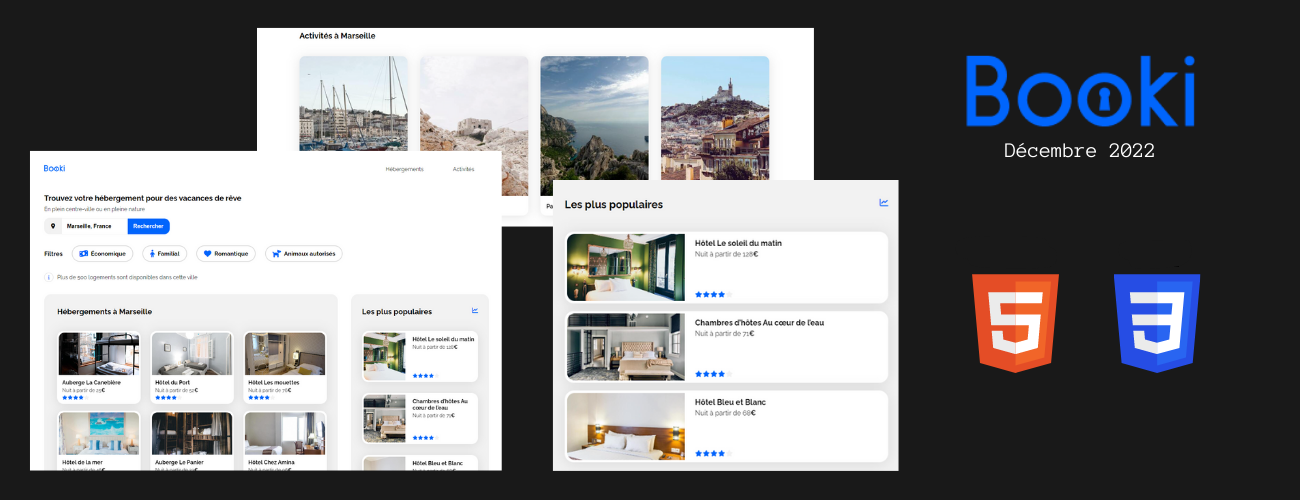 Activités à Marseille
Pa
Booki
Hébergements
Activités
Trouvez votre hébergement pour des vacances de rêve
En plein centre-ville ou en pleine nature
Marseille, France
Rechercher
Filtres
Économique
Familial
Romantique
Animaux autorisés
Plus de 500 logements sont disponibles dans cette ville
Hébergements à Marseille
Auberge La Canebière
Nuit à partir de 25€
Hôtel du Port
Nuit à partir de 52€
Hôtel Les mouettes
Nuit à partir de 76€
Hôtel de la mer
Auberge Le Panier
Hôtel Chez Amina
Les plus populaires
Hôtel Le soleil du matin
Nuit à partir de 128€
Chambres d'hôtes Au
cœur de l'eau
Nuit à partir de 71€
Hôtel Bleu et Blanc
Les plus populaires
Hôtel Le soleil du matin
Nuit à partir de 128€
Chambres d'hôtes Au cœur de l'eau
Nuit à partir de 71€
Hôtel Bleu et Blanc
Nuit à partir de 68€
Booki
Décembre 2022
5
3